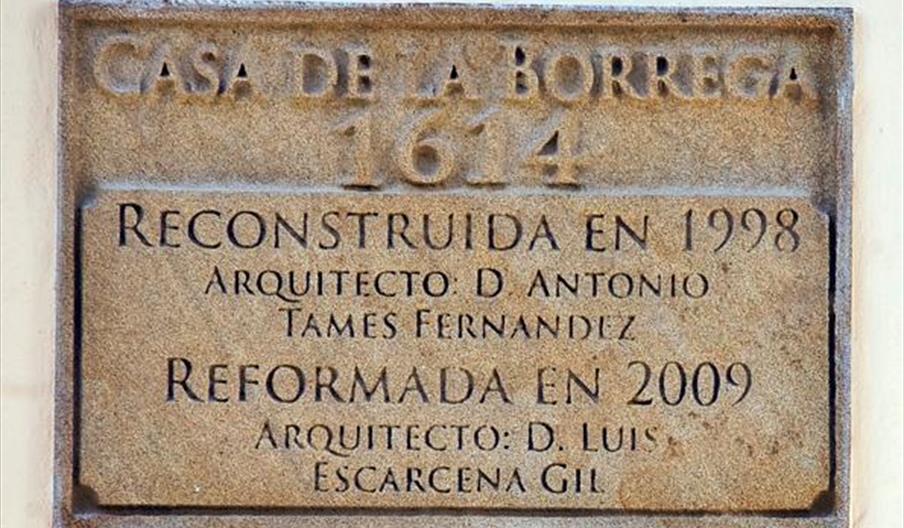 CASA DE LA BORREGA
1614
RECONSTRUIDA EN 1998
ARQUITECTO: D. ANTONIO
TAMES FERNANDEZ
REFORMADA EN 2009
ARQUITECTO: D. LUIS
ESCARCENA GIL